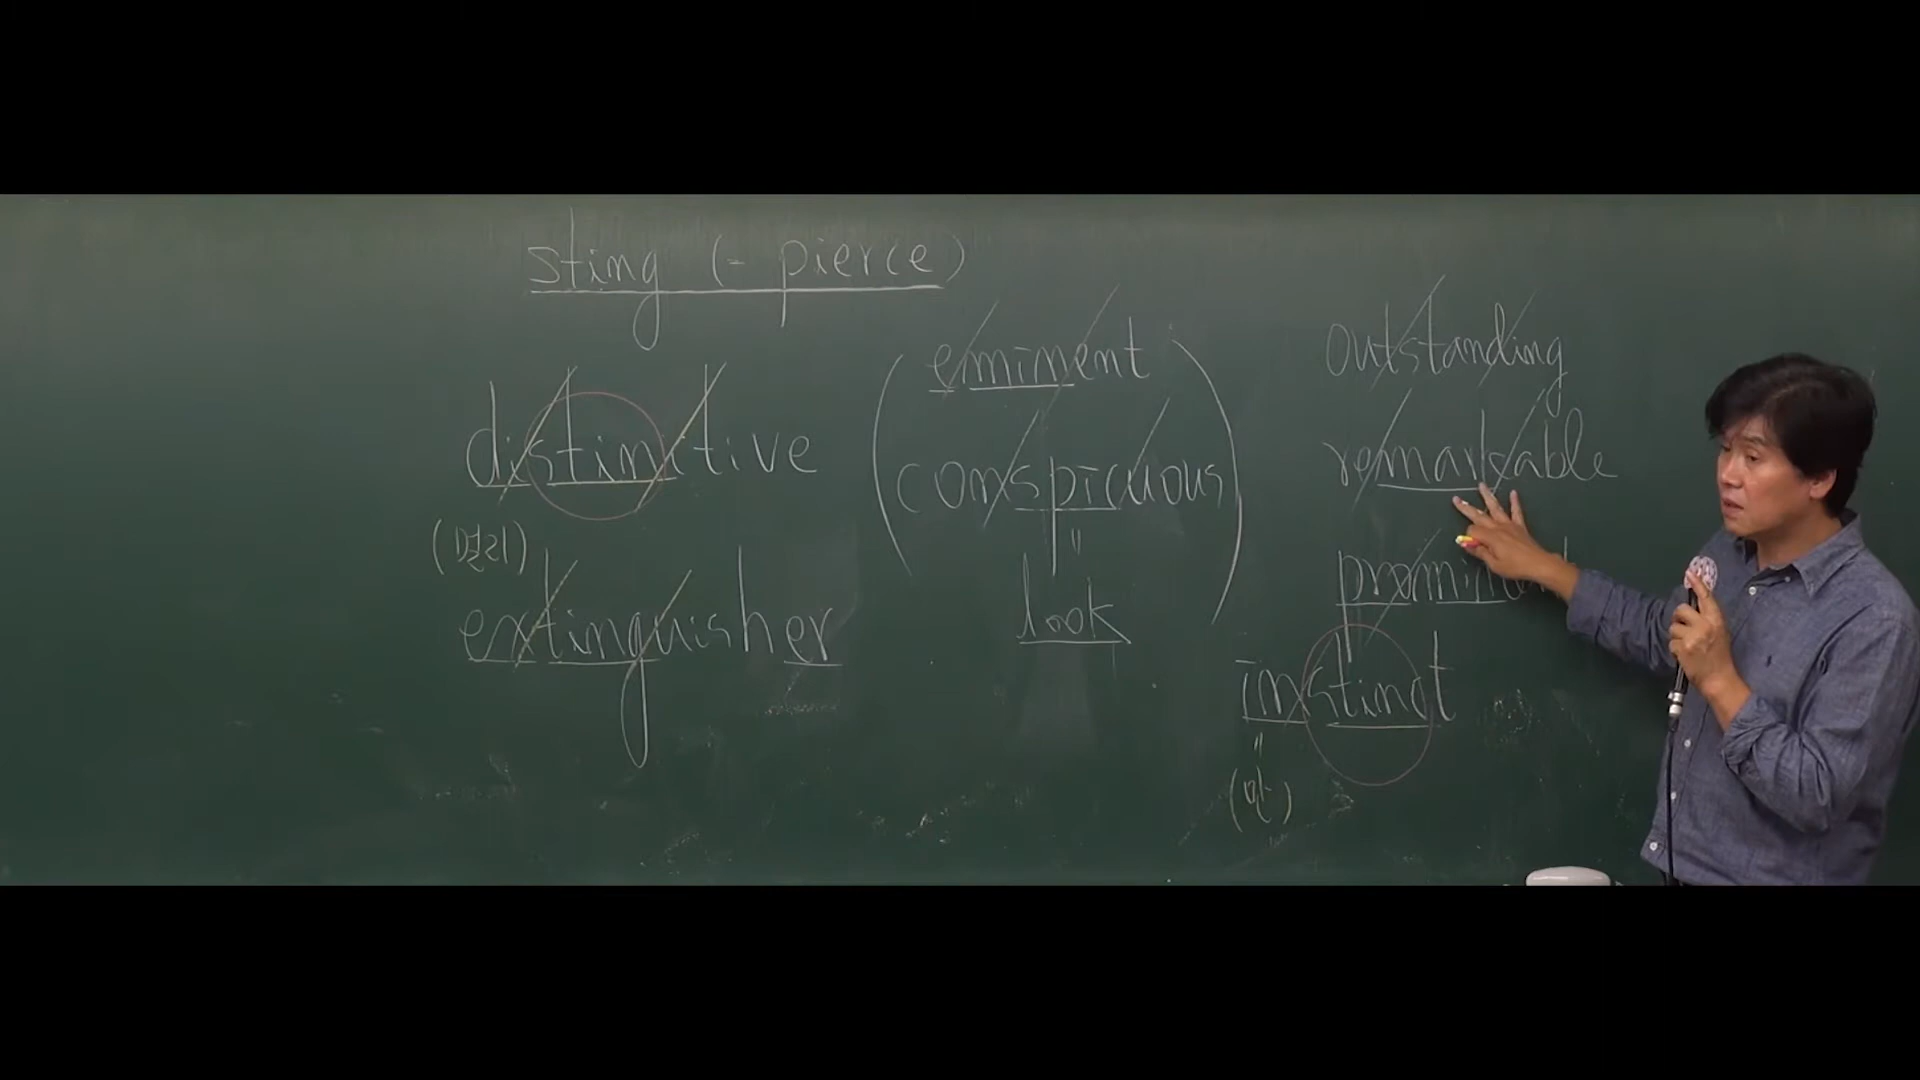 sting (= pierce)
distinctive
(멀리)
extinguisher
eminent
conspicuous
=
look
outstanding
remarkable
prominent
instinct
=
(안)